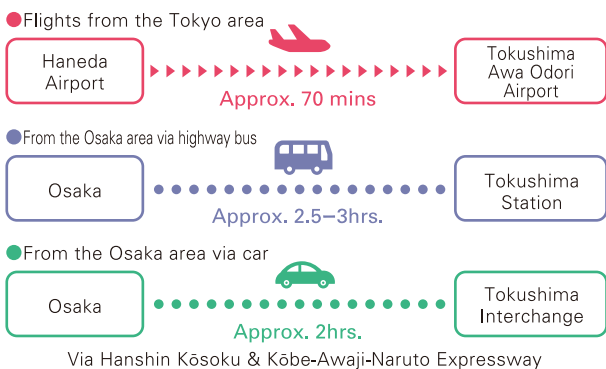 ●Flights from the Tokyo area
Haneda
Airport
Approx. 70 mins
Tokushima
Awa Odori
Airport
●From the Osaka area via highway bus
Osaka
Approx. 2.5–3hrs.
Tokushima
Station
●From the Osaka area via car
Osaka
Approx. 2hrs.
Tokushima
Interchange
Via Hanshin Kōsoku & Kōbe-Awaji-Naruto Expressway